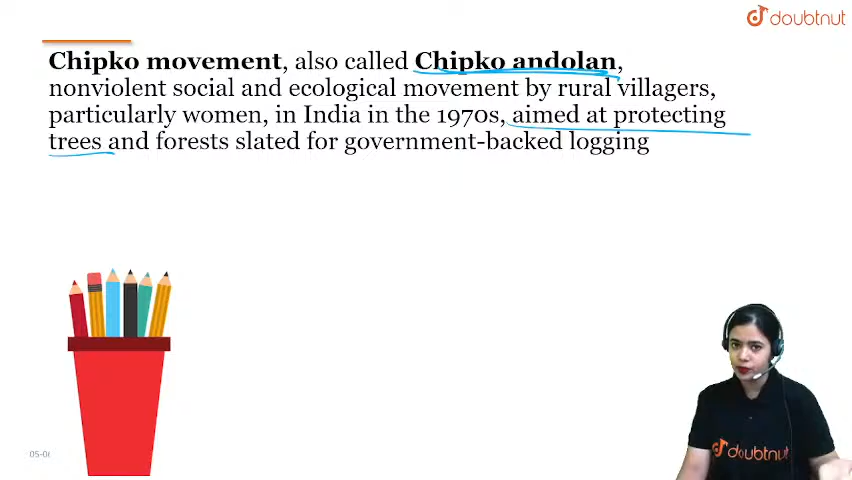 doubtnut
Chipko movement, also called Chipko andolan,
nonviolent social and ecological movement by rural villagers,
particularly women, in India in the 1970s, aimed at protecting
trees and forests slated for government-backed logging
doubtnut